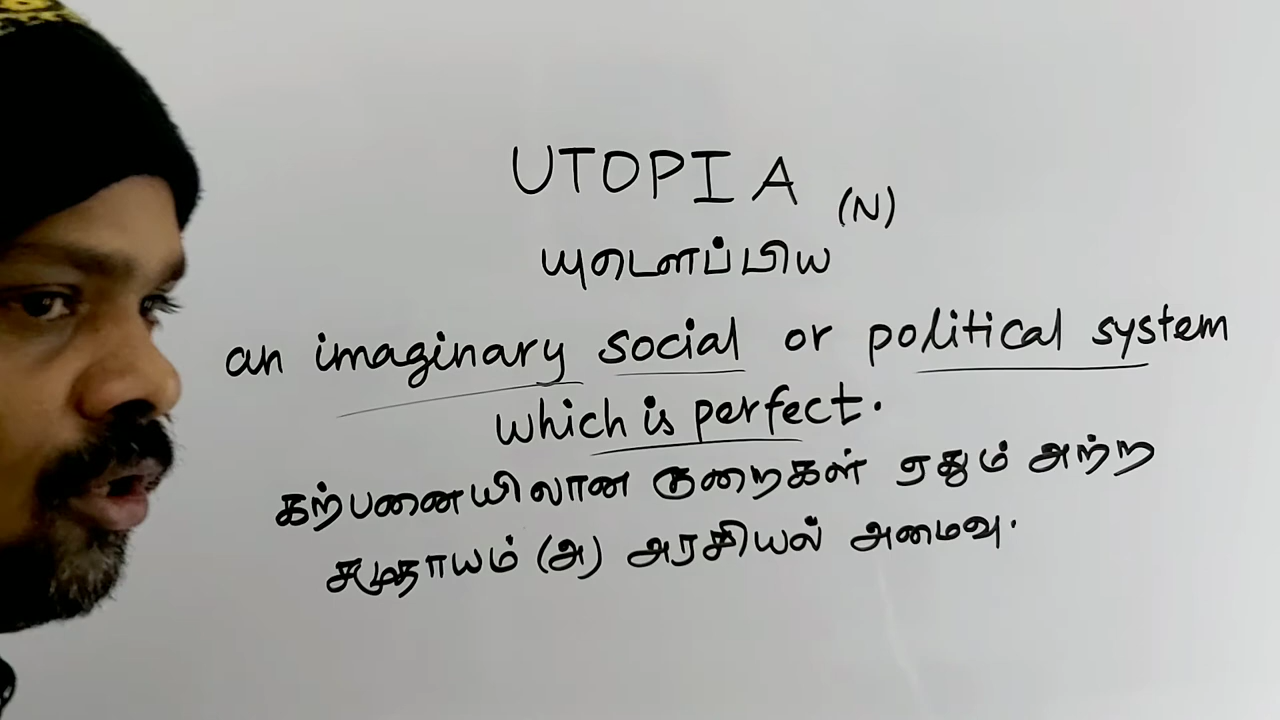 UTOPIA (N)
யுடௌப்பிய
an imaginary social or political system
which is perfect.
கற்பனையிலான குறைகள் ஏதும் அற்ற
சமுதாயம் (அ) அரசியல் அமைவு.